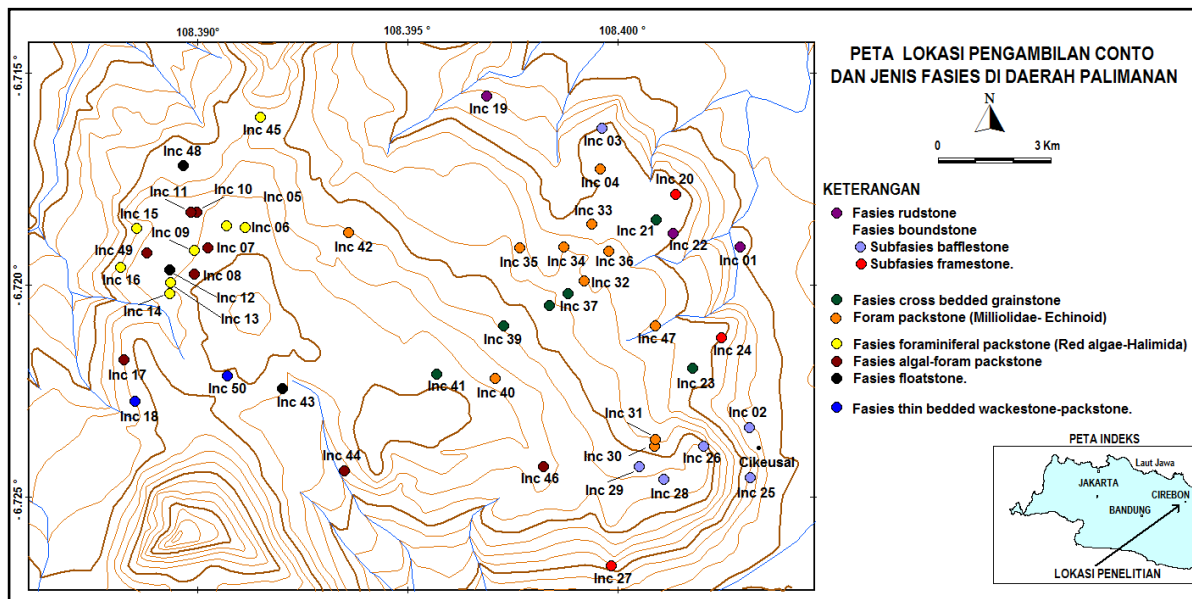 108.390 °
108.395 °
108.400 °
PETA LOKASI PENGAMBILAN CONTO
DAN JENIS FASIES DI DAERAH PALIMANAN
N
0
3 Km
-6.715
-6.720
-6.725
Inc 19
Inc 45
Inc 03
Inc 48
Inc 04
Inc 20
Inc 11
Inc 10
Inc 05
Inc 15
Inc 09
Inc 06
Inc 33
Inc 21
Inc 22
Inc 42
Inc 49
Inc 07
Inc 35
Inc 34
Inc 36
Inc 01
Inc 16
Inc 08
Inc 32
Inc 12
Inc 14
Inc 13
Inc 37
Inc 39
Inc 47
Inc 24
Inc 17
Inc 50
Inc 43
Inc 41
Inc 40
Inc 23
Inc 18
Inc 31
Inc 02
Inc 44
Inc 46
Inc 30
Inc 26
Cikeusal
Inc 29
Inc 28
Inc 25
Inc 27
KETERANGAN
Fasies rudstone
Fasies boundstone
Subfasies bafflestone
Subfasies framestone.
Fasies cross bedded grainstone
Foram packstone (Milliolidae- Echinoid)
Fasies foraminiferal packstone (Red algae-Halimida)
Fasies algal-foram packstone
Fasies floatstone.
Fasies thin bedded wackestone-packstone.
PETA INDEKS
Laut Jawa
JAKARTA
CIREBON
BANDUNG
LOKASI PENELITIAN